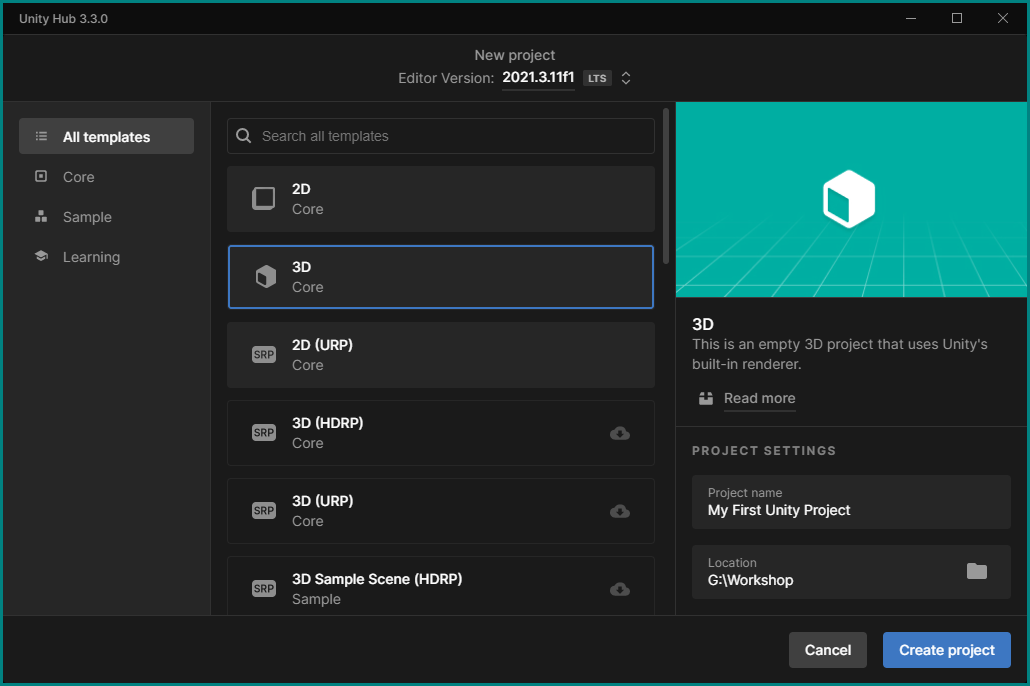 Unity Hub 3.3.0
New project
Editor Version: 2021.3.11f1 LTS
All templates
Core
Sample
Learning
Search all templates
2D
Core
3D
Core
SRP
2D (URP)
Core
SRP
3D (HDRP)
Core
SRP
3D (URP)
Core
SRP
3D Sample Scene (HDRP)
Sample
3D
This is an empty 3D project that uses Unity's
built-in renderer.
Read more
PROJECT SETTINGS
Project name
My First Unity Project
Location
G:\Workshop
Cancel
Create project